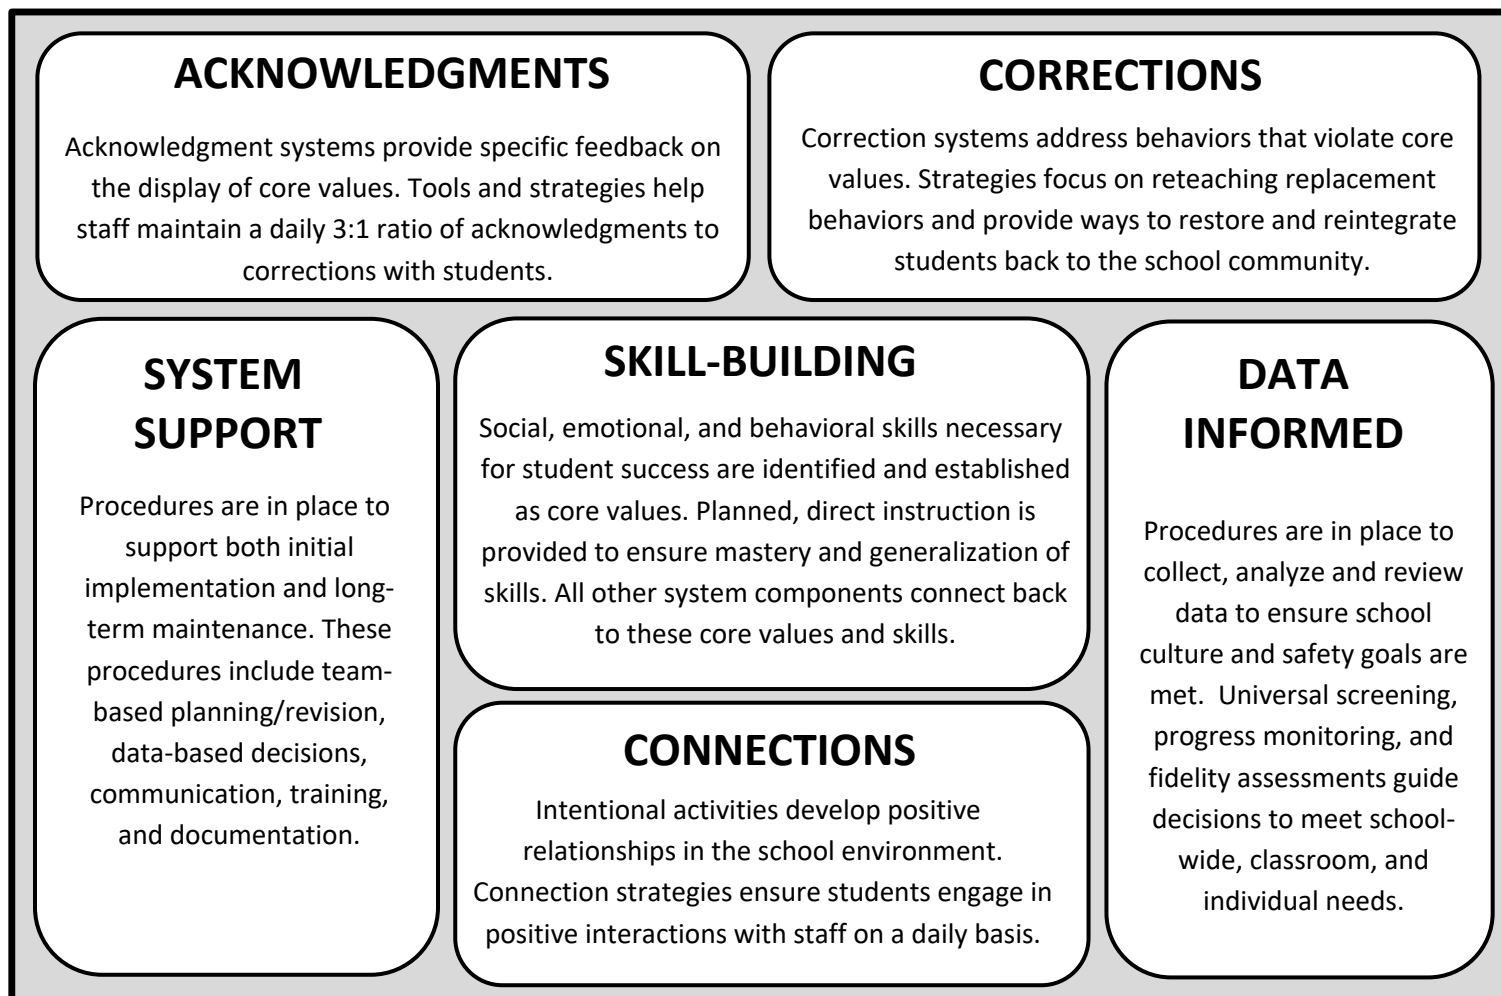 ACKNOWLEDGMENTS
Acknowledgment systems provide specific feedback on
the display of core values. Tools and strategies help
staff maintain a daily 3:1 ratio of acknowledgments to
corrections with students.
CORRECTIONS
Correction systems address behaviors that violate core
values. Strategies focus on reteaching replacement
behaviors and provide ways to restore and reintegrate
students back to the school community.
SYSTEM
SUPPORT
Procedures are in place to
support both initial
implementation and long-
term maintenance. These
procedures include team-
based planning/revision,
data-based decisions,
communication, training,
and documentation.
SKILL-BUILDING
Social, emotional, and behavioral skills necessary
for student success are identified and established
as core values. Planned, direct instruction is
provided to ensure mastery and generalization of
skills. All other system components connect back
to these core values and skills.
CONNECTIONS
Intentional activities develop positive
relationships in the school environment.
Connection strategies ensure students engage in
positive interactions with staff on a daily basis.
DATA
INFORMED
Procedures are in place to
collect, analyze and review
data to ensure school
culture and safety goals are
met.  Universal screening,
progress monitoring, and
fidelity assessments guide
decisions to meet school-
wide, classroom, and
individual needs.